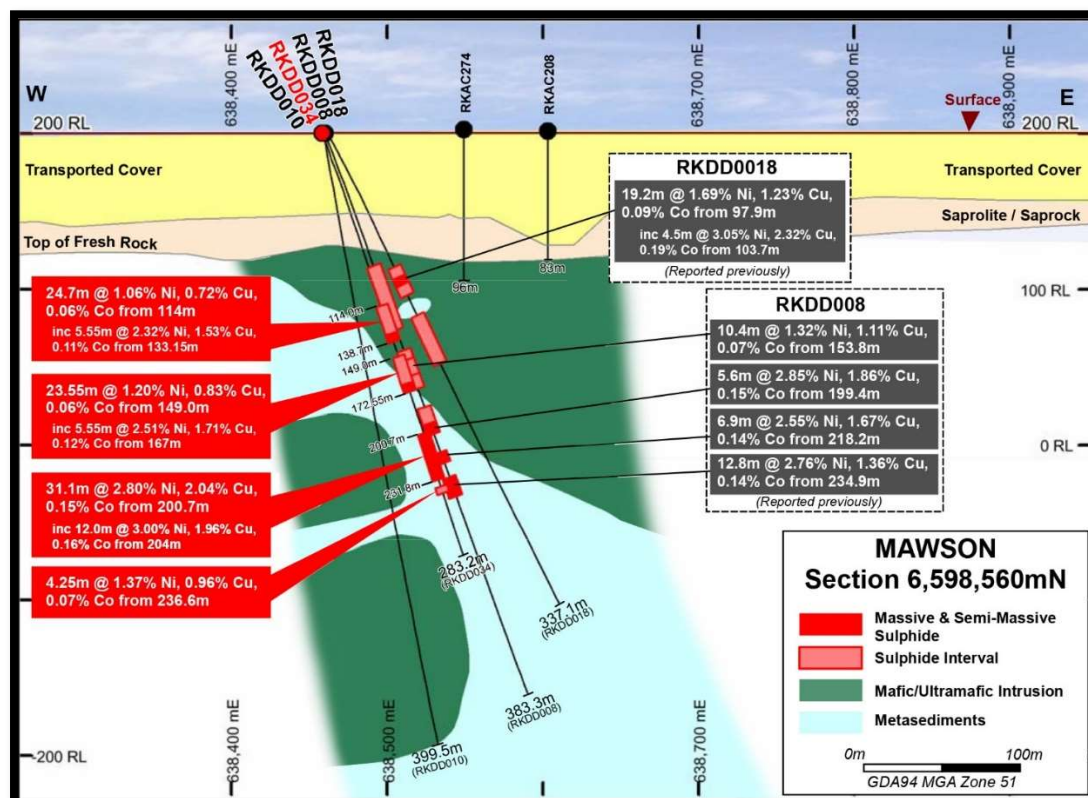 638,400 mE
RKDD010
RKDD034
RKDD008
RKDD018
RKAC274
RKAC208
638,700 mE
638,800 mE
638,900 mE
W
E
Surface
200 RL
200 RL
Transported Cover
Transported Cover
Saprolite / Saprock
Top of Fresh Rock
96m
83m
100 RL
0 RL
-200 RL
RKDD0018
19.2m @ 1.69% Ni, 1.23% Cu,
0.09% Co from 97.9m
inc 4.5m @ 3.05% Ni, 2.32% Cu,
0.19% Co from 103.7m
(Reported previously)
RKDD008
10.4m @ 1.32% Ni, 1.11% Cu,
0.07% Co from 153.8m
5.6m @ 2.85% Ni, 1.86% Cu,
0.15% Co from 199.4m
6.9m @ 2.55% Ni, 1.67% Cu,
0.14% Co from 218.2m
12.8m @ 2.76% Ni, 1.36% Cu,
0.14% Co from 234.9m
(Reported previously)
24.7m @ 1.06% Ni, 0.72% Cu,
0.06% Co from 114m
inc 5.55m @ 2.32% Ni, 1.53% Cu,
0.11% Co from 133.15m
23.55m @ 1.20% Ni, 0.83% Cu,
0.06% Co from 149.0m
inc 5.55m @ 2.51% Ni, 1.71% Cu,
0.12% Co from 167m
31.1m @ 2.80% Ni, 2.04% Cu,
0.15% Co from 200.7m
inc 12.0m @ 3.00% Ni, 1.96% Cu,
0.16% Co from 204m
4.25m @ 1.37% Ni, 0.96% Cu,
0.07% Co from 236.6m
114.0m
138.7m
149.0m
172.55m
200.7m
231.8m
283.2m
(RKDD034)
337.1m
(RKDD018)
383.3m
(RKDD008)
399.5m
(RKDD010)
638,400 mE
638,500 mE
638,700 mE
MAWSON
Section 6,598,560mN
Massive & Semi-Massive
Sulphide
Sulphide Interval
Mafic/Ultramafic Intrusion
Metasediments
0m
100m
GDA94 MGA Zone 51